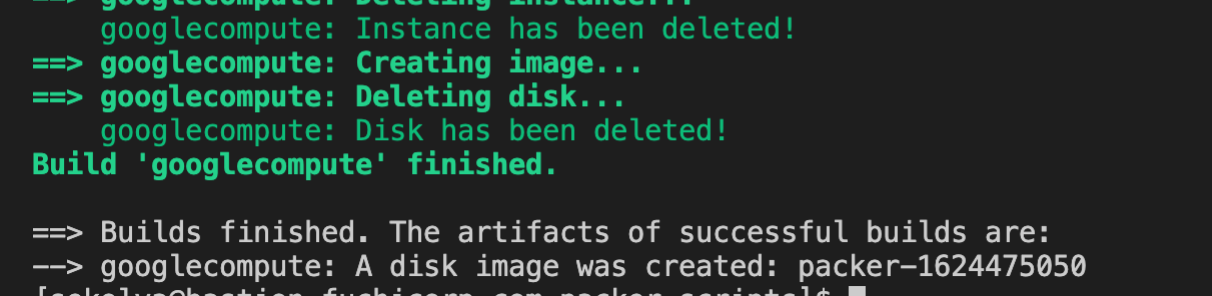 ==> googlecompute: Deleting instance...
    googlecompute: Instance has been deleted!
==> googlecompute: Creating image...
==> googlecompute: Deleting disk...
    googlecompute: Disk has been deleted!
Build 'googlecompute' finished.
==> Builds finished. The artifacts of successful builds are:
--> googlecompute: A disk image was created: packer-1624475050